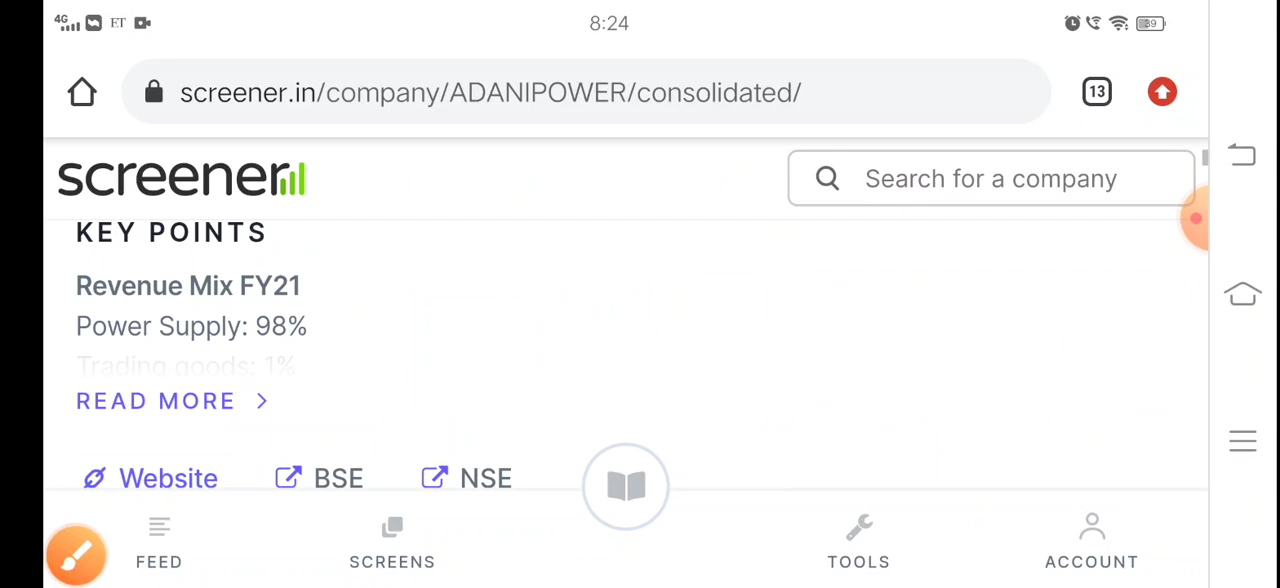 4G ET 8:24 89
screener.in/company/ADANIPOWER/consolidated/ 13
screener Search for a company
KEY POINTS
Revenue Mix FY21
Power Supply: 98%
Trading goods: 1%
READ MORE >
Website BSE NSE
FEED SCREENS TOOLS ACCOUNT